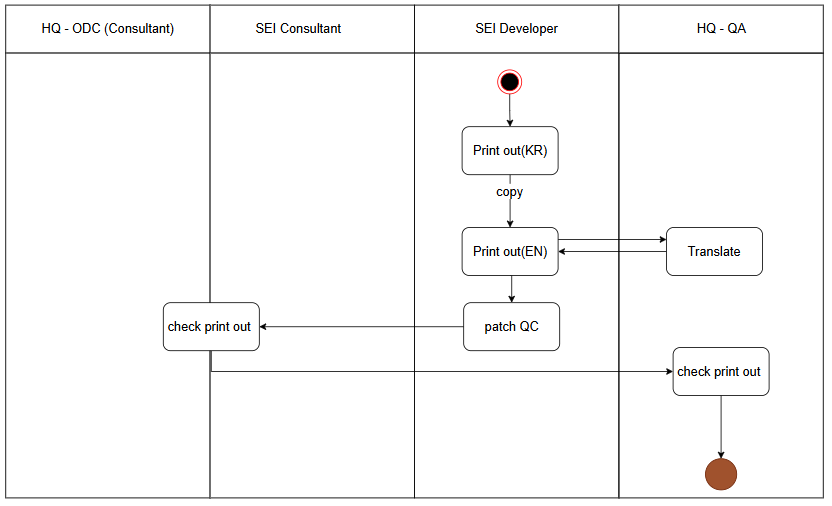 HQ - ODC (Consultant)
SEI Consultant
SEI Developer
HQ - QA
Print out(KR)
copy
Print out(EN)
Translate
check print out
patch QC
check print out